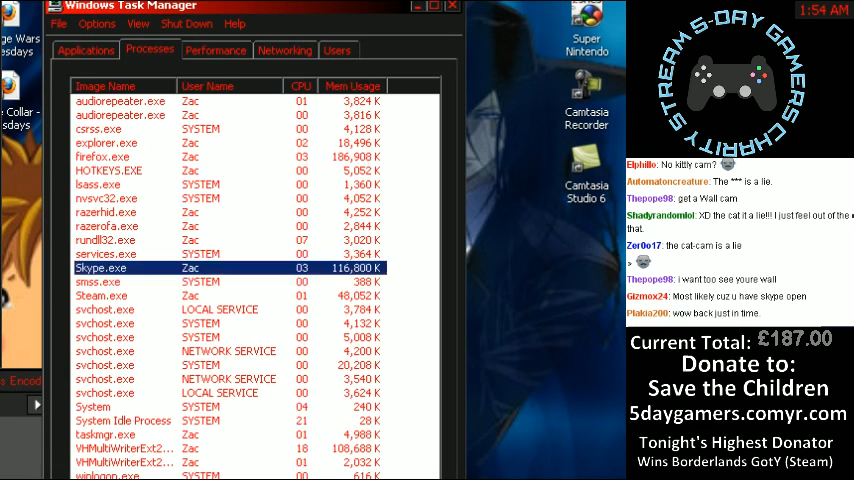 Windows Task Manager
File Options View Shut Down Help
Applications Processes Performance Networking Users
Image Name User Name CPU Mem Usage
audiorepeater.exe Zac 01 3,824 K
audiorepeater.exe Zac 00 3,816 K
csrss.exe SYSTEM 00 4,128 K
explorer.exe Zac 02 18,496 K
firefox.exe Zac 03 186,908 K
HOTKEYS.EXE Zac 00 5,052 K
lsass.exe SYSTEM 00 1,360 K
nvsvc32.exe SYSTEM 00 4,052 K
razerhid.exe Zac 00 4,252 K
razerofa.exe Zac 00 2,844 K
rundll32.exe Zac 07 3,020 K
services.exe SYSTEM 00 3,364 K
Skype.exe Zac 03 116,800 K
smss.exe SYSTEM 00 388 K
Steam.exe Zac 01 48,052 K
svchost.exe LOCAL SERVICE 00 3,784 K
svchost.exe SYSTEM 00 4,132 K
svchost.exe SYSTEM 00 5,008 K
svchost.exe NETWORK SERVICE 00 4,200 K
svchost.exe SYSTEM 00 20,208 K
svchost.exe NETWORK SERVICE 00 3,540 K
svchost.exe LOCAL SERVICE 00 3,624 K
System SYSTEM 04 240 K
System Idle Process SYSTEM 21 28 K
taskmgr.exe Zac 01 4,988 K
VHMultiWriterExt2... Zac 18 108,688 K
VHMultiWriterExt2... Zac 01 2,032 K
winlogon.exe SYSTEM 00 616 K
ge Wars
esdays
e Collar -
sdays
s Encod
Super
Nintendo
Camtasia
Recorder
Camtasia
Studio 6
1:54 AM
STREAM 5-DAY GAMERS CHARITY
Elphillo: No kitty cam?
Automatoncreature: The *** is a lie.
Thepope98: get a Wall cam
Shadyrandomlol: XD the cat it a lie!!! I just feel out of the
that.
Zer0o17: the cat-cam is a lie
»
Thepope98: i want too see youre wall
Gizmox24: Most likely cuz u have skype open
Plakia200: wow back just in time.
Current Total: £187.00
Donate to:
Save the Children
5daygamers.comyr.com
Tonight's Highest Donator
Wins Borderlands GotY (Steam)